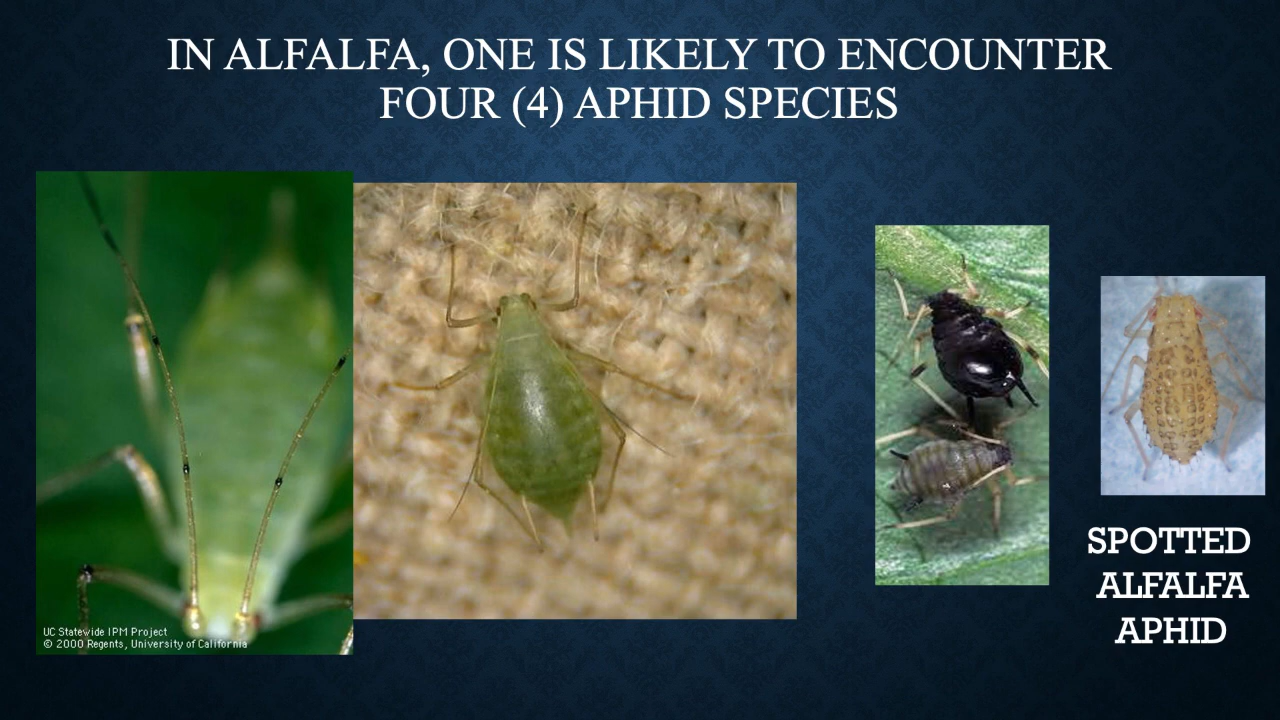 IN ALFALFA, ONE IS LIKELY TO ENCOUNTER
FOUR (4) APHID SPECIES
UC Statewide IPM Project
© 2000 Regents, University of California
SPOTTED
ALFALFA
APHID